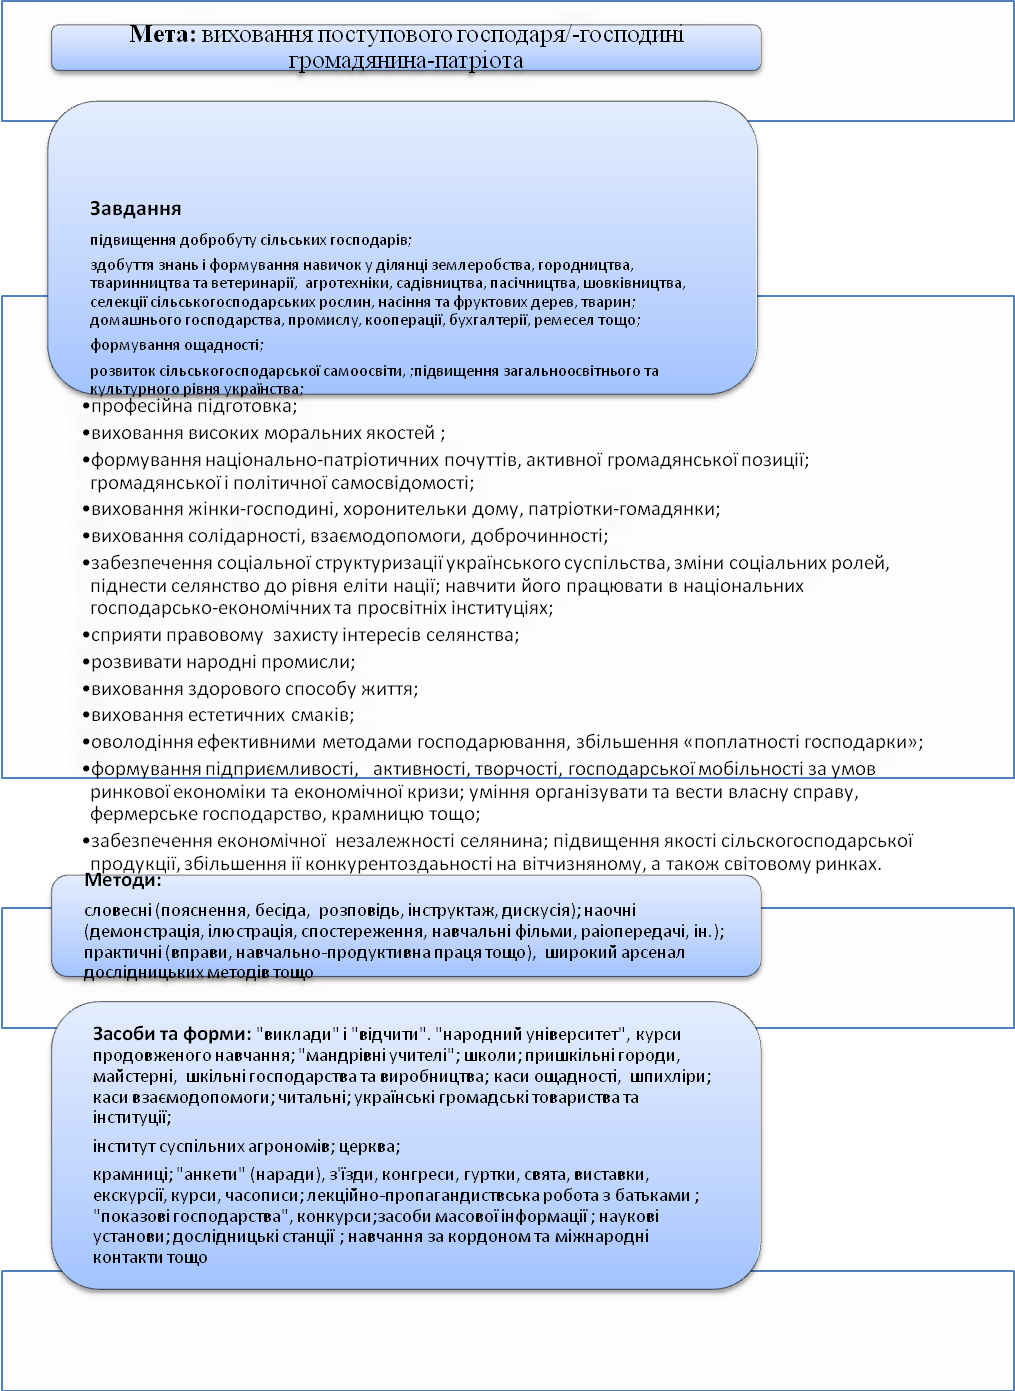 Мета: виховання поступового господаря/-господині
громадянина-патріота
Завдання
підвищення добробуту сільських господарів;
здобуття знань і формування навичок у ділянці землеробства, городництва,
тваринництва та ветеринарії, агротехніки, садівництва, пасічництва, шовківництва,
селекції сільськогосподарських рослин, насіння та фруктових дерев, тварин;
домашнього господарства, промислу, кооперації, бухгалтерії, ремесел тощо;
формування ощадності;
розвиток сільськогосподарської самоосвіти, ;підвищення загальноосвітнього та
культурного рівня українства;
•професійна підготовка;
•виховання високих моральних якостей ;
•формування національно-патріотичних почуттів, активної громадянської позиції;
громадянської і політичної самосвідомості;
•виховання жінки-господині, хоронительки дому, патріотки-гомадянки;
•виховання солідарності, взаємодопомоги, доброчинності;
•забезпечення соціальної структуризації українського суспільства, зміни соціальних ролей,
піднести селянство до рівня еліти нації; навчити його працювати в національних
господарсько-економічних та просвітніх інституціях;
•сприяти правовому захисту інтересів селянства;
•розвивати народні промисли;
•виховання здорового способу життя;
•виховання естетичних смаків;
•оволодіння ефективними методами господарювання, збільшення «поплатності господарки»;
•формування підприємливості, активності, творчості, господарської мобільності за умов
ринкової економіки та економічної кризи; уміння організувати та вести власну справу,
фермерське господарство, крамницю тощо;
•забезпечення економічної незалежності селянина; підвищення якості сільскогосподарської
продукції, збільшення ії конкурентоздаьності на вітчизняному, а також світовому ринках.
Методи:
словесні (пояснення, бесіда, розповідь, інструктаж, дискусія); наочні
(демонстрація, ілюстрація, спостереження, навчальні фільми, раіопередачі, ін.);
практичні (вправи, навчально-продуктивна праця тощо), широкий арсенал
дослідницьких методів тощо
Засоби та форми: "виклади" і "відчити". "народний університет", курси
продовженого навчання; "мандрівні учителі"; школи; пришкільні городи,
майстерні, шкільні господарства та виробництва; каси ощадності, шпихліри;
каси взаємодопомоги; читальні; українські громадські товариства та
інституції;
інститут суспільних агрономів; церква;
крамниці; "анкети" (наради), з'їзди, конгреси, гуртки, свята, виставки,
екскурсії, курси, часописи; лекційно-пропагандиствська робота з батьками ;
"показові господарства", конкурси;засоби масової інформації ; наукові
установи; дослідницькі станції ; навчання за кордоном та міжнародні
контакти тощо